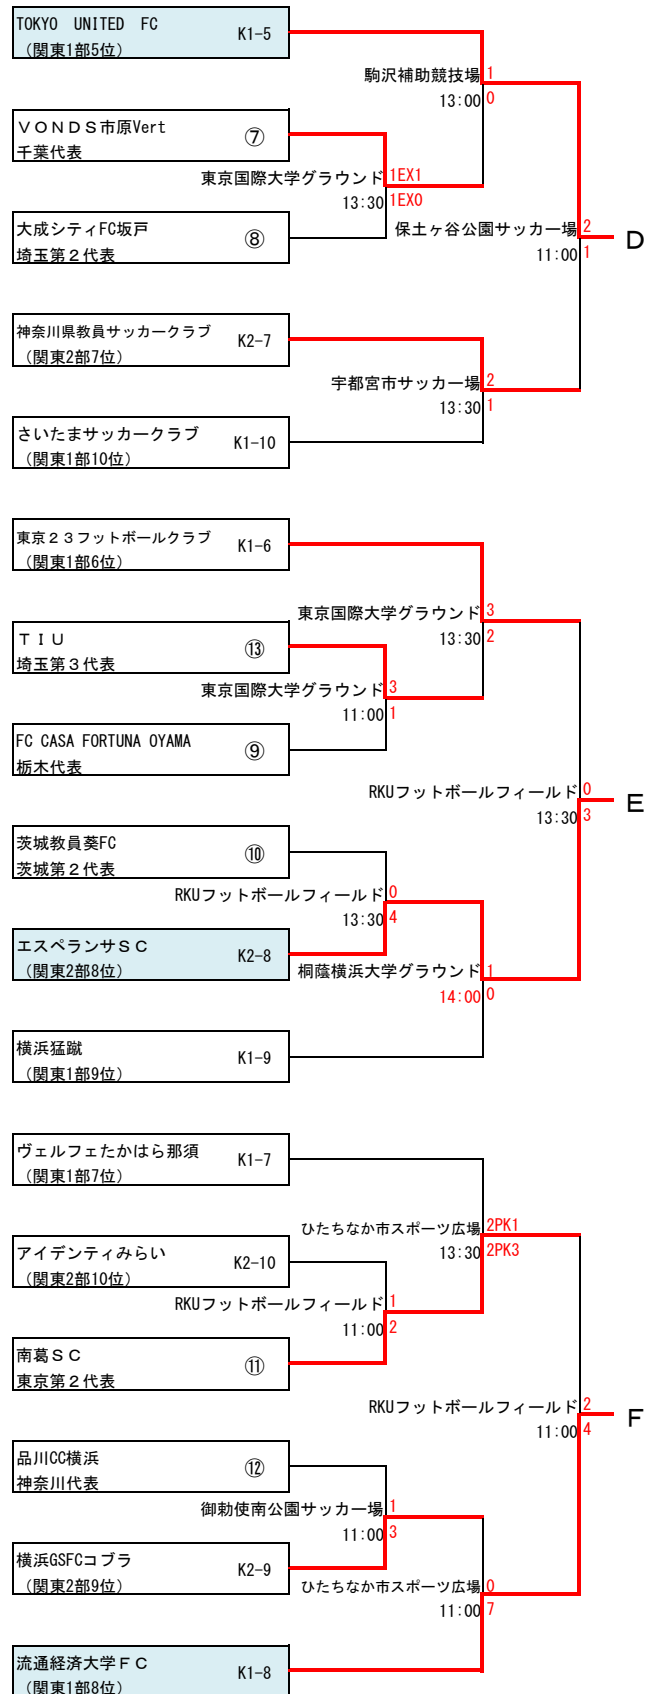 TOKYO UNITED FC
(関東1部5位)
K1-5
駒沢補助競技場
1
13:00
0
VONDS市原Vert
千葉代表
⑦
東京国際大学グラウンド
1EX1
13:30
1EX0
大成シティFC坂戸
埼玉第２代表
⑧
保土ヶ谷公園サッカー場
2
11:00
1
D
神奈川県教員サッカークラブ
(関東2部7位)
K2-7
宇都宮市サッカー場
2
13:30
1
さいたまサッカークラブ
(関東1部10位)
K1-10
東京２３フットボールクラブ
(関東1部6位)
K1-6
東京国際大学グラウンド
3
13:30
2
ＴＩＵ
埼玉第３代表
⑬
東京国際大学グラウンド
3
11:00
1
FC CASA FORTUNA OYAMA
栃木代表
⑨
RKUフットボールフィールド
0
13:30
3
E
茨城教員葵FC
茨城第２代表
⑩
RKUフットボールフィールド
0
13:30
4
エスペランサＳＣ
(関東2部8位)
K2-8
桐蔭横浜大学グラウンド
1
14:00
0
横浜猛蹴
(関東1部9位)
K1-9
ヴェルフェたかはら那須
(関東1部7位)
K1-7
ひたちなか市スポーツ広場
2PK1
13:30
2PK3
アイデンティみらい
(関東2部10位)
K2-10
RKUフットボールフィールド
1
11:00
2
南葛ＳＣ
東京第２代表
⑪
RKUフットボールフィールド
2
11:00
4
F
品川CC横浜
神奈川代表
⑫
御勅使南公園サッカー場
1
11:00
3
横浜GSFCコブラ
(関東2部9位)
K2-9
ひたちなか市スポーツ広場
0
11:00
7
流通経済大学ＦＣ
(関東1部8位)
K1-8